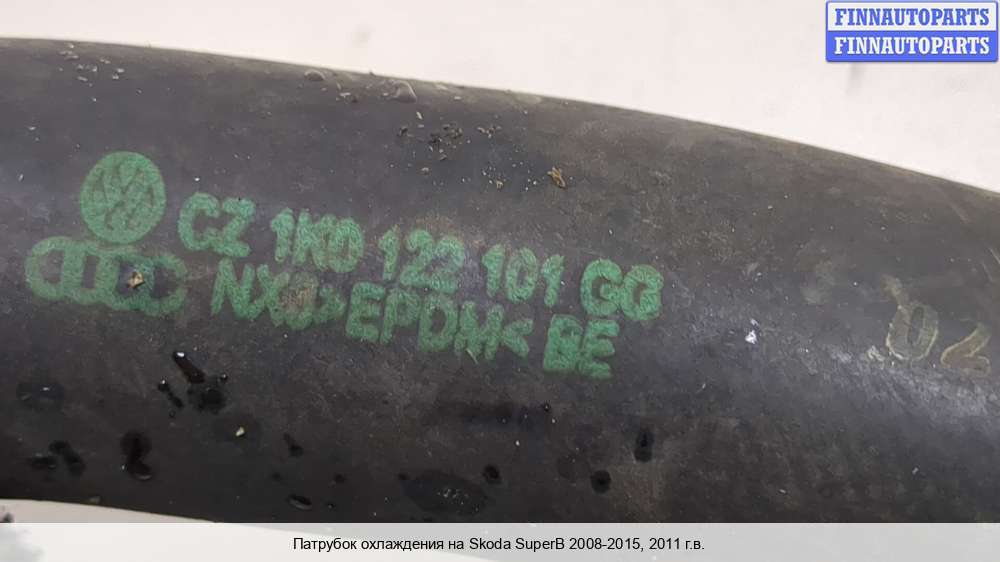 FINNAUTOPARTS
FINNAUTOPARTS
CZ 1K0 122 101 GG
>EPDM< BE
02
Патрубок охлаждения на Skoda SuperB 2008-2015, 2011 г.в.